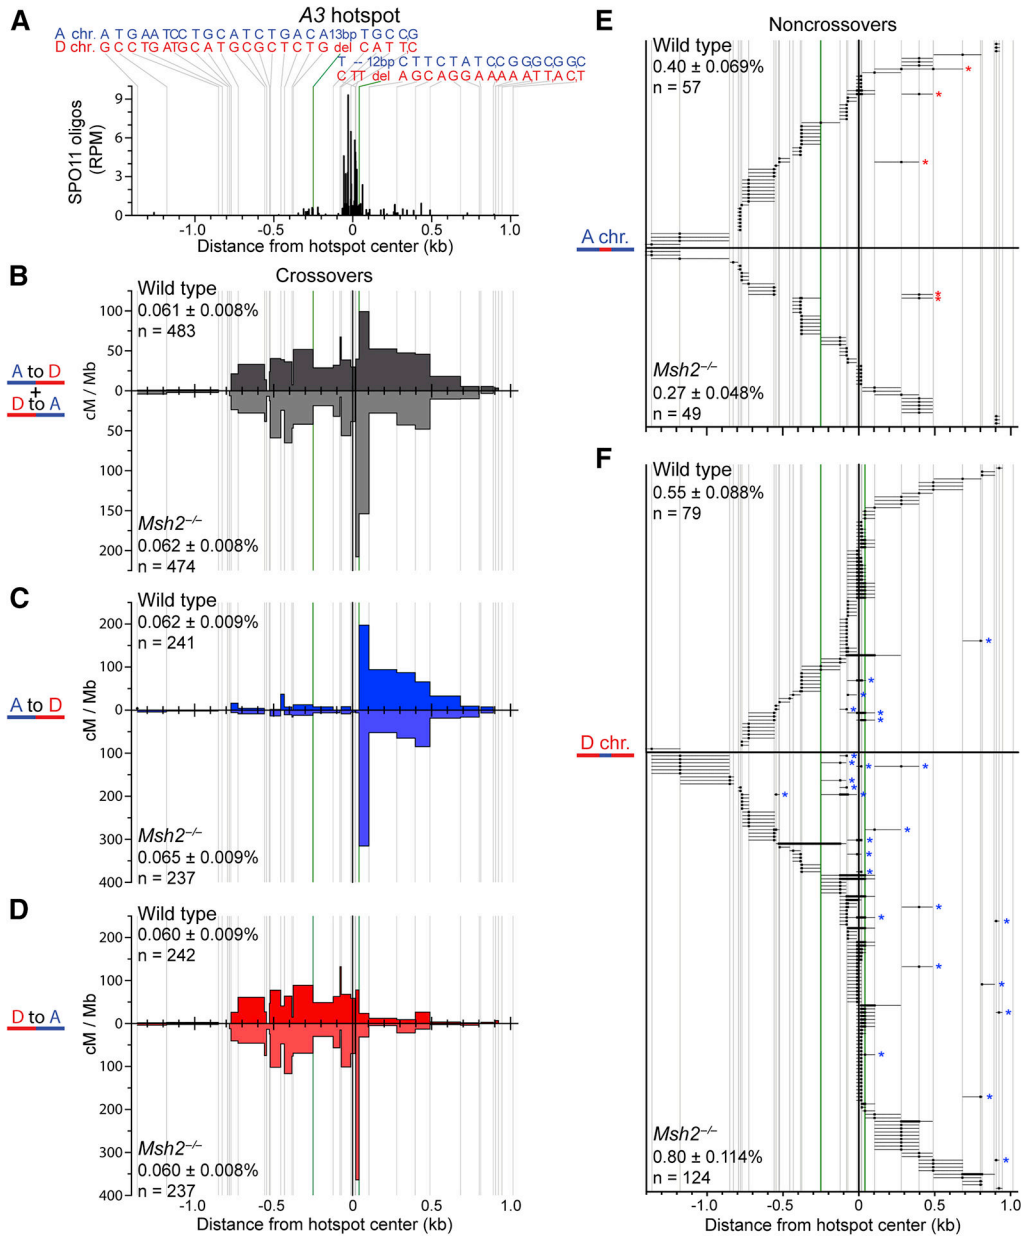 A
A3 hotspot
A chr. A T G A A T C C T G C A T C T G A C A 13bp T G C C G
D chr. G C C T G A T G C A T G C G C T C T G del C A T T C
T -- 12bp C T T C T A T C C G G G C G G C
C T T del A G C A G G A A A A A T T A C T
SPO11 oligos
(RPM)
9
6
3
0
-1.0 -0.5 0 0.5 1.0
Distance from hotspot center (kb)
B
Crossovers
Wild type
0.061 ± 0.008%
n = 483
A to D
+
D to A
cM / Mb
100
50
0
50
100
150
200
Msh2–/–
0.062 ± 0.008%
n = 474
C
Wild type
0.062 ± 0.009%
n = 241
A to D
cM / Mb
200
100
0
100
200
300
400
Msh2–/–
0.065 ± 0.009%
n = 237
D
Wild type
0.060 ± 0.009%
n = 242
D to A
cM / Mb
200
100
0
100
200
300
400
Msh2–/–
0.060 ± 0.008%
n = 237
-1.0 -0.5 0 0.5 1.0
Distance from hotspot center (kb)
E
Noncrossovers
Wild type
0.40 ± 0.069%
n = 57
A chr.
Msh2–/–
0.27 ± 0.048%
n = 49
F
Wild type
0.55 ± 0.088%
n = 79
D chr.
Msh2–/–
0.80 ± 0.114%
n = 124
-1.0 -0.5 0 0.5 1.0
Distance from hotspot center (kb)